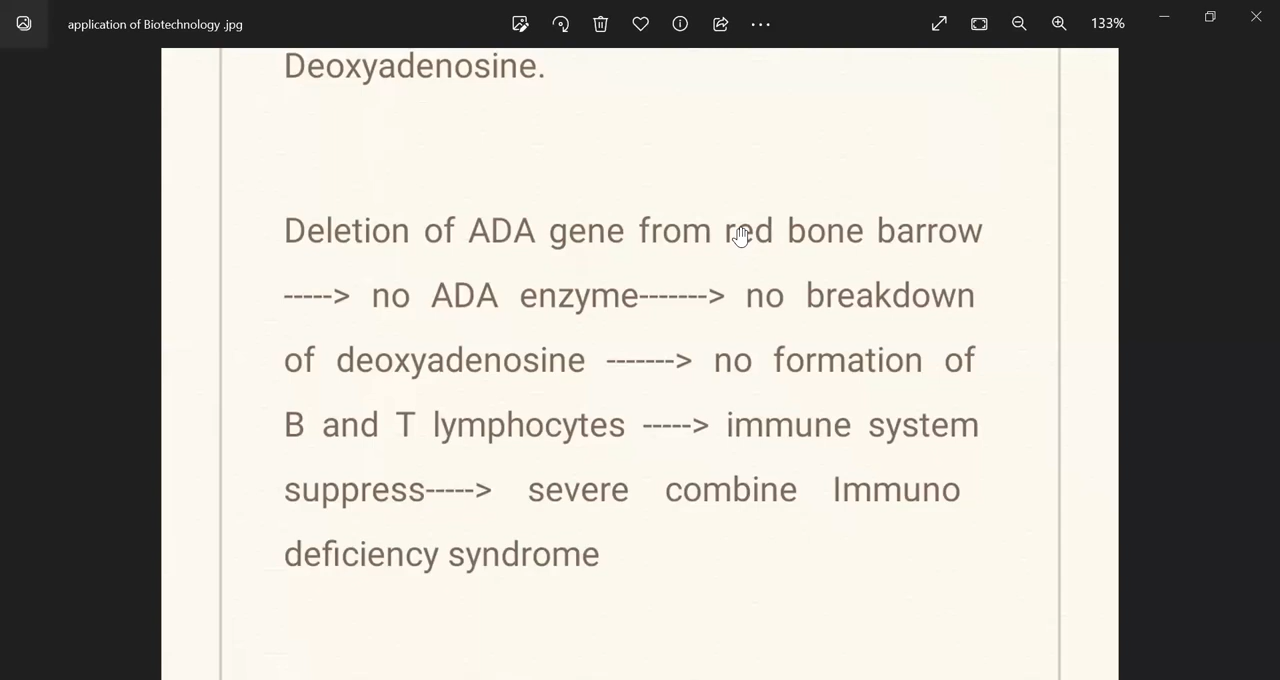 application of Biotechnology .jpg
133%
Deoxyadenosine.
Deletion of ADA gene from red bone barrow
-----> no ADA enzyme-------> no breakdown
of deoxyadenosine -------> no formation of
B and T lymphocytes -----> immune system
suppress-----> severe combine Immuno
deficiency syndrome